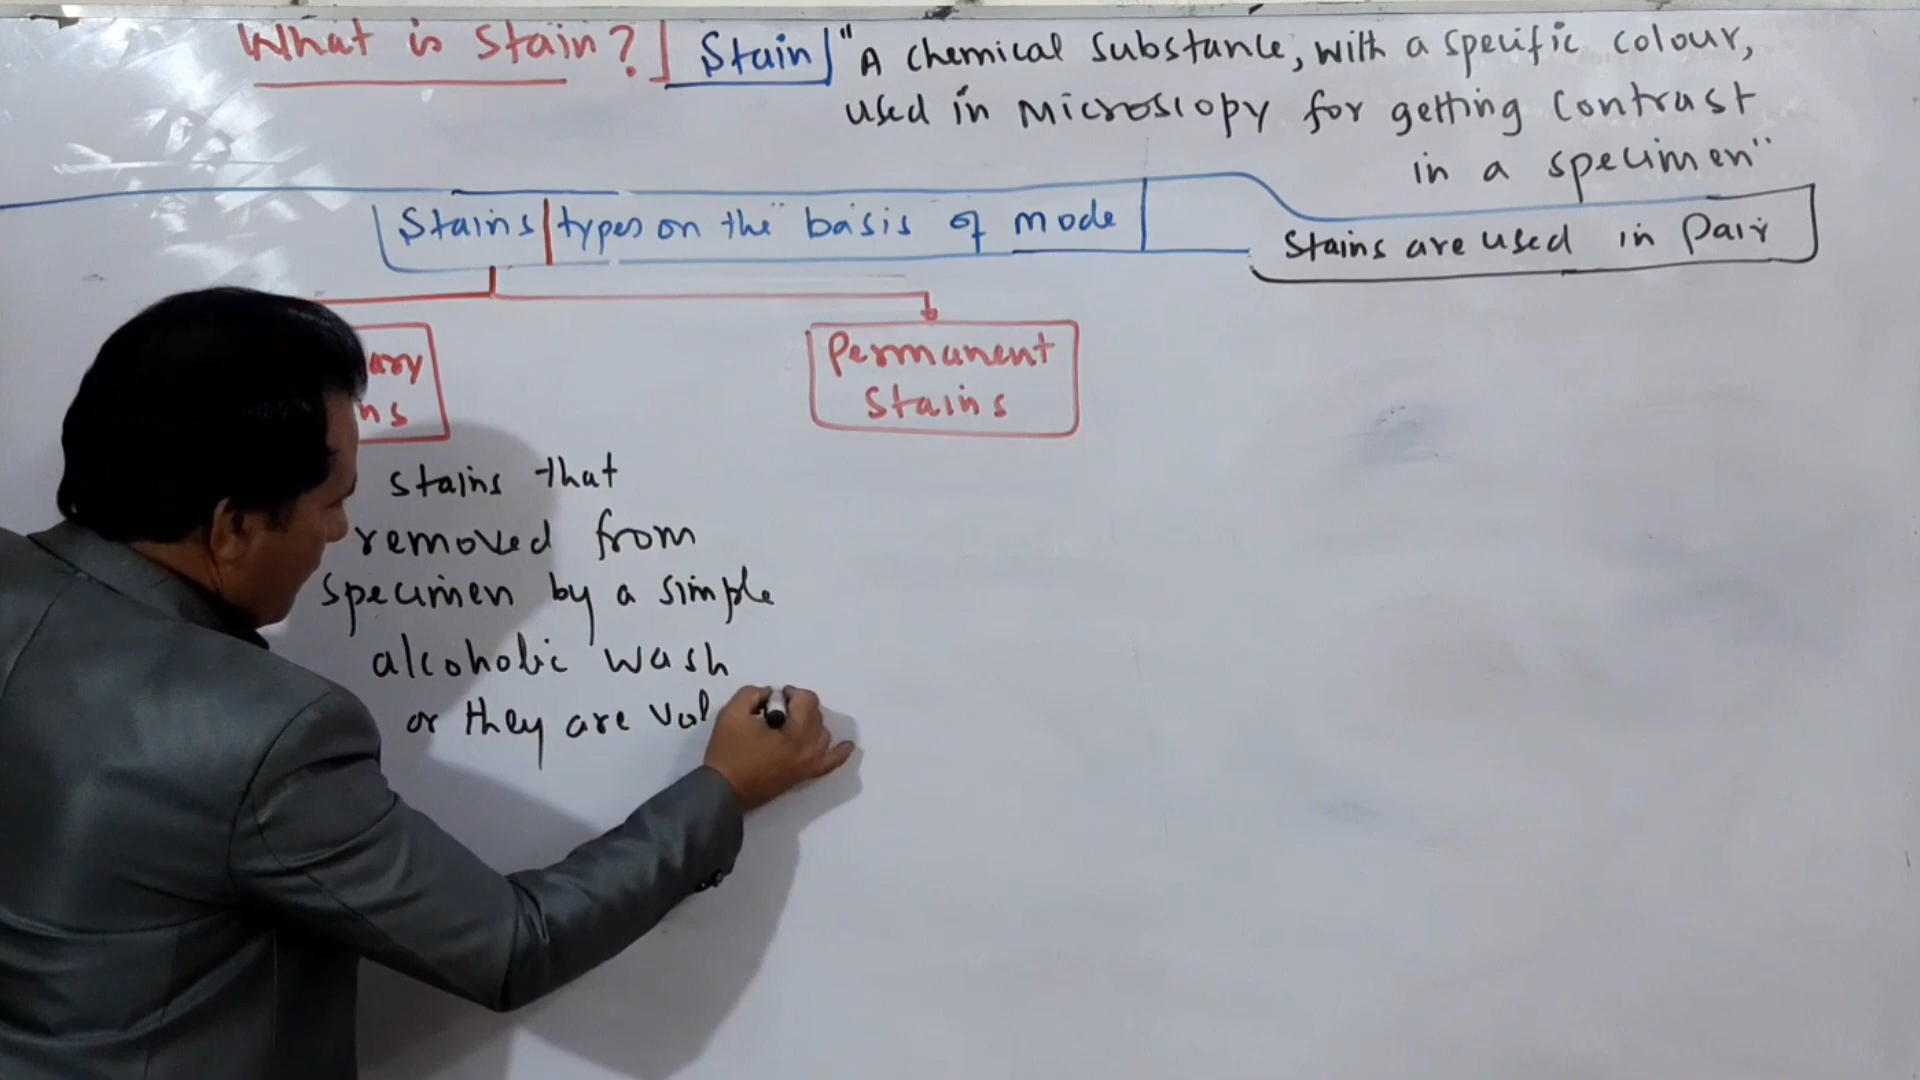 What is Stain?
Stain
"A chemical substance, with a specific colour,
used in Microscopy for getting contrast
in a specimen"
Stains types on the basis of mode
Stains are used in Pair
Permanent
Stains
stains that
removed from
specimen by a simple
alcoholic wash
or they are